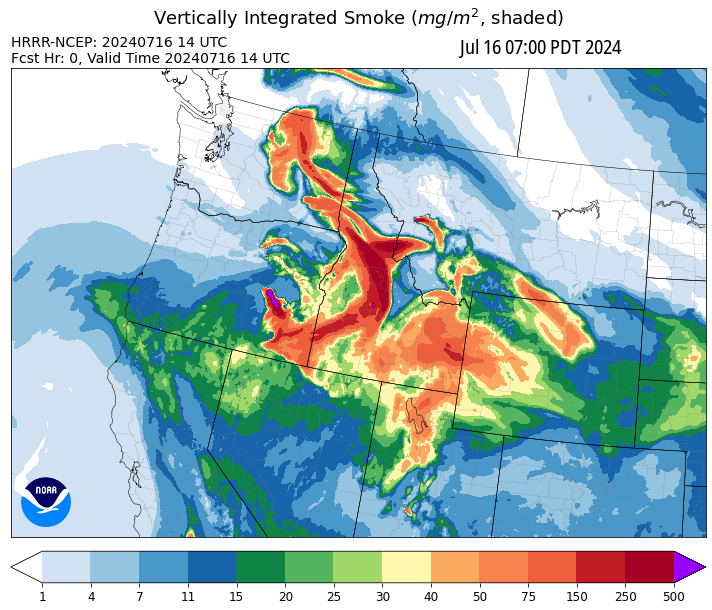 Vertically Integrated Smoke (mg/m², shaded)
HRRR-NCEP: 20240716 14 UTC
Jul 16 07:00 PDT 2024
Fcst Hr: 0, Valid Time 20240716 14 UTC
NOAA
1 4 7 11 15 20 25 30 40 50 75 150 250 500